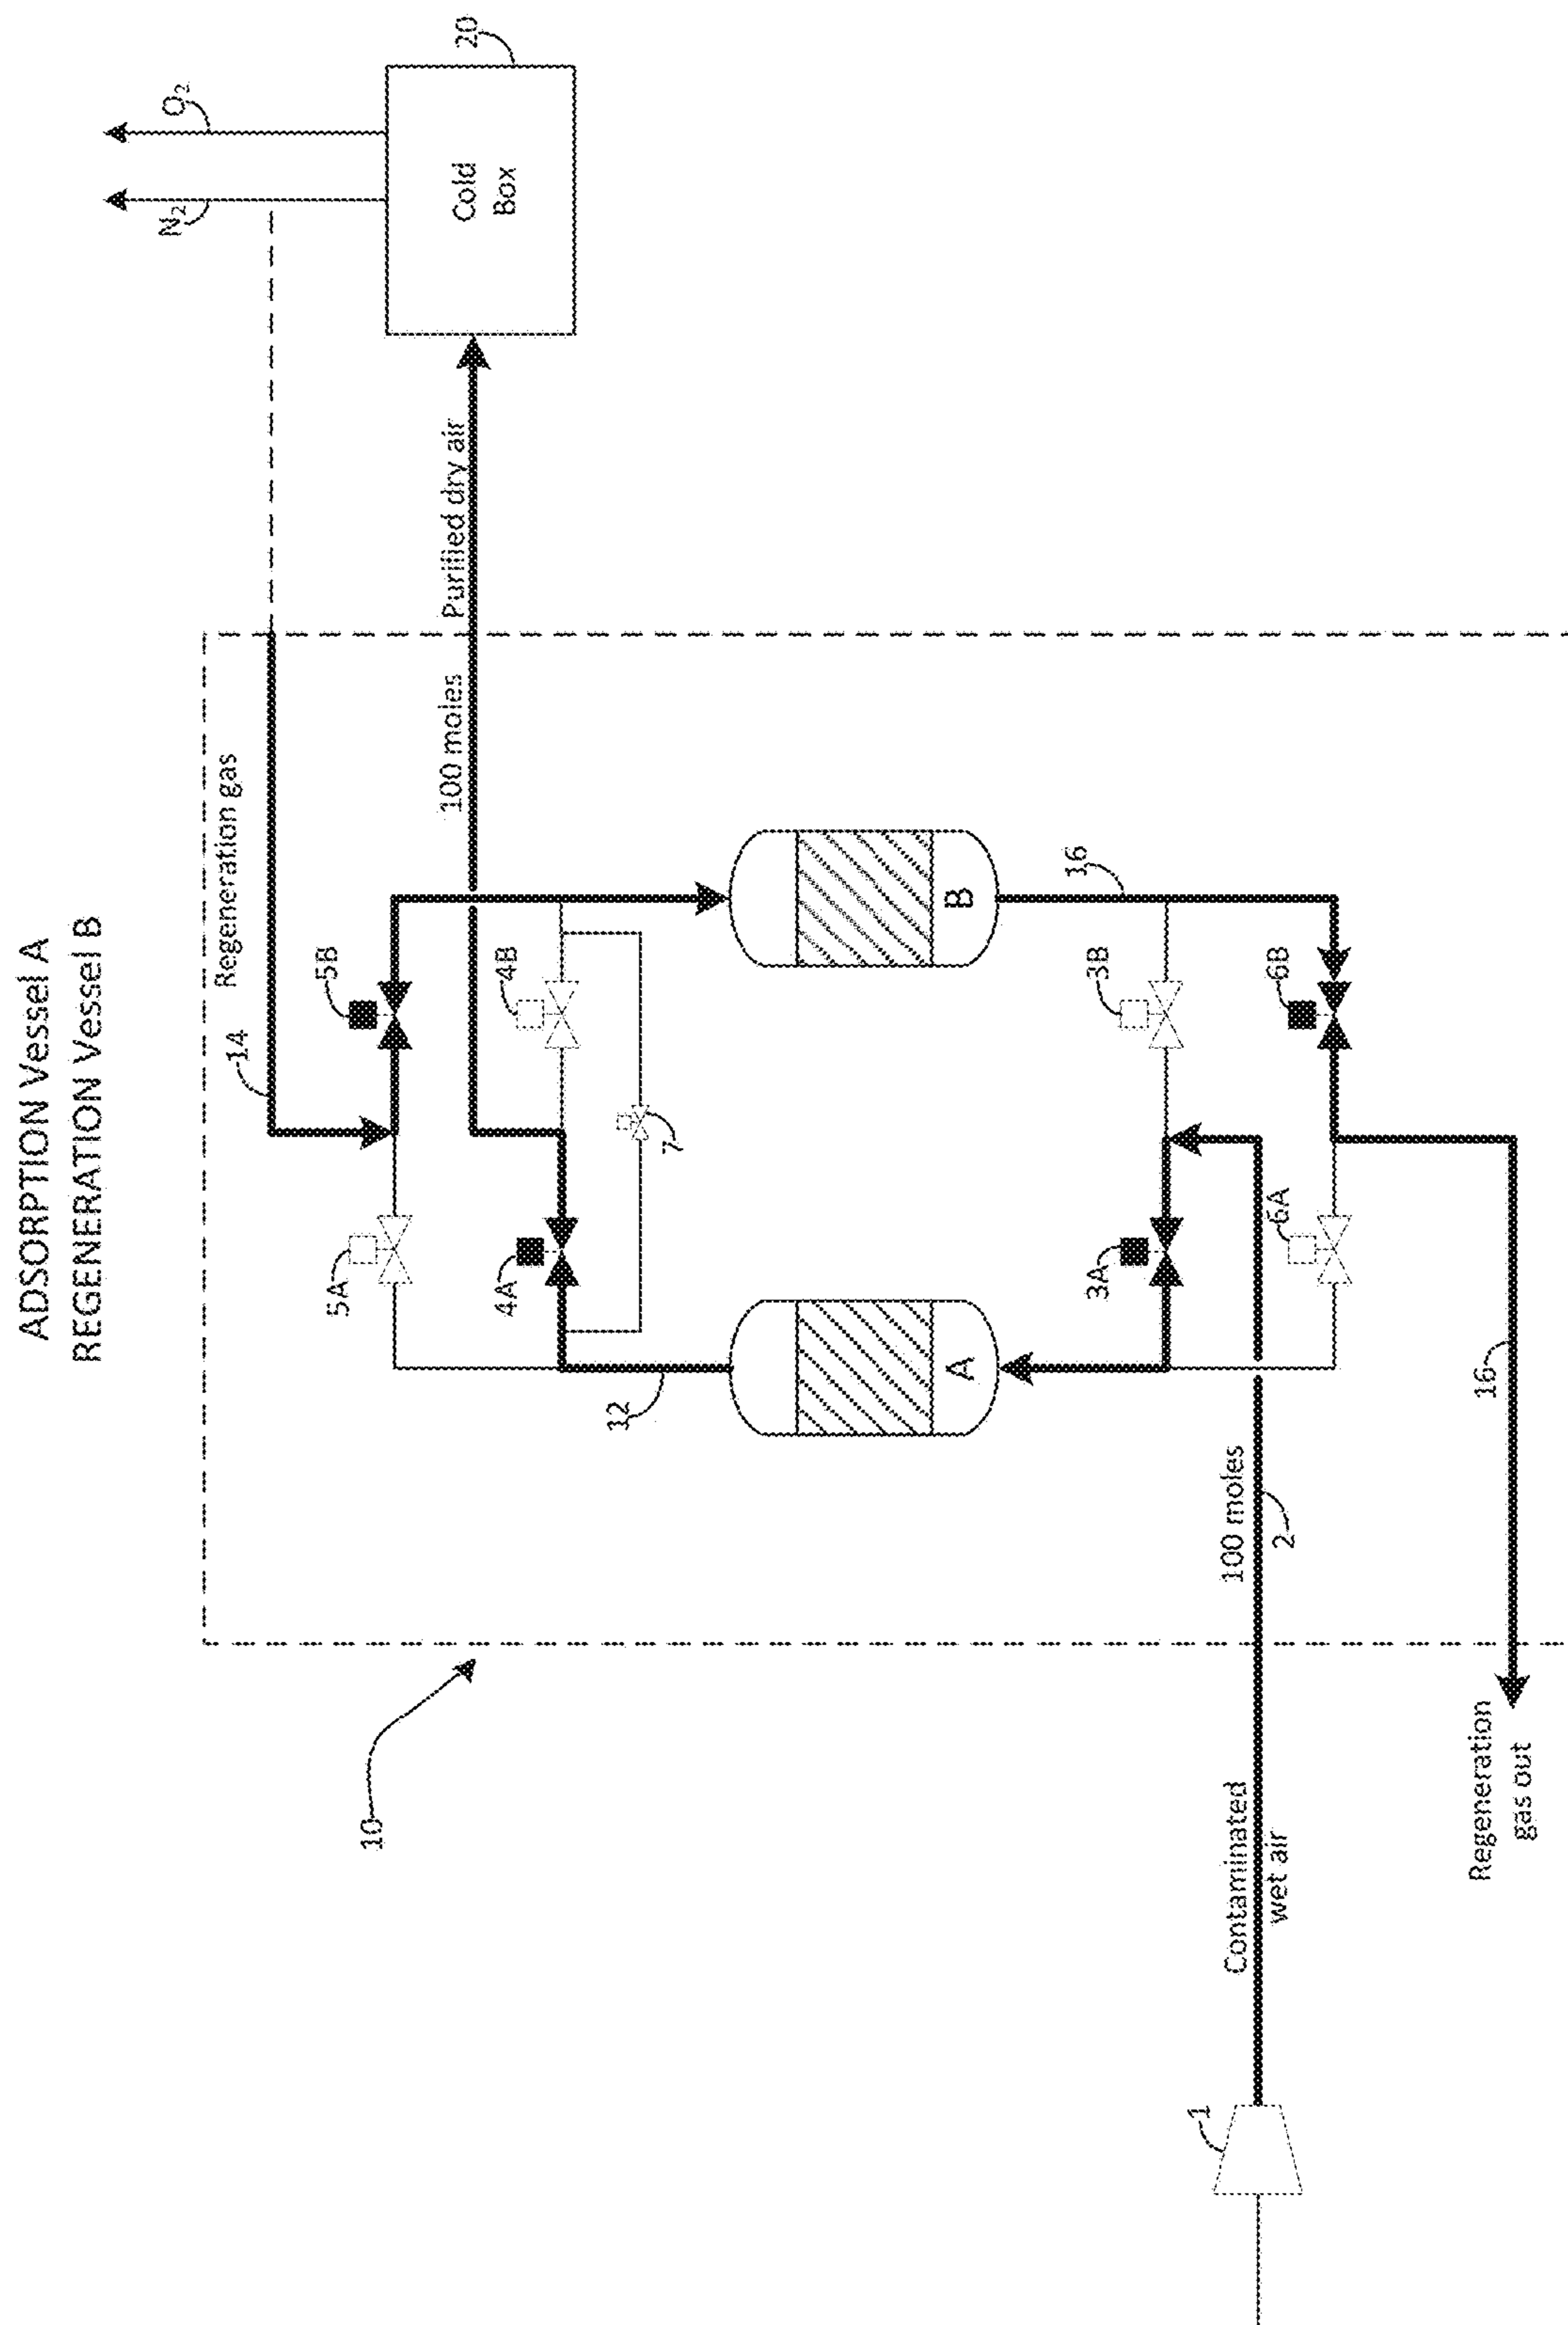 ADSORPTION Vessel A
REGENERATION Vessel B
10
14
Regeneration gas
N₂
O₂
20
Cold
Box
5A
5B
4A
4B
7
12
100 moles
Purified dry air
A
B
16
3A
3B
6A
6B
1
Contaminated
wet air
100 moles
2
Regeneration
gas out
16